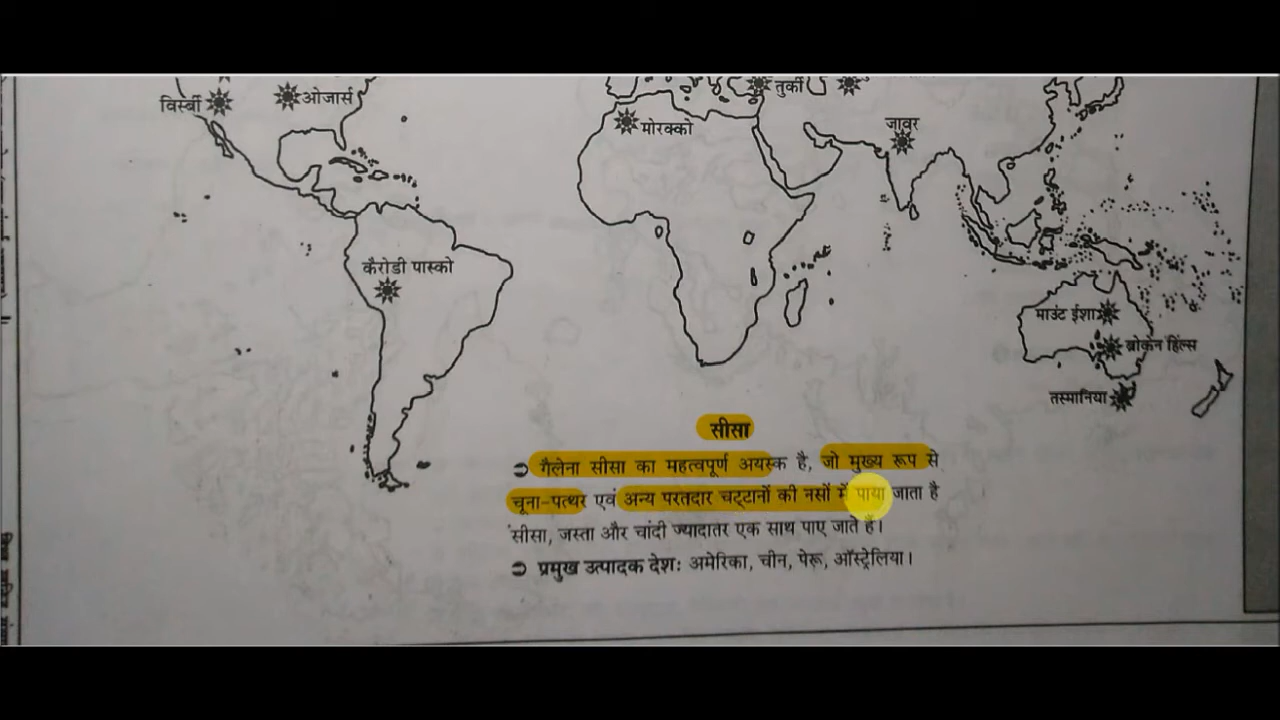 विर्स्बी
ओजार्स
तुर्की
मोरक्को
जावर
कैरोडी पास्को
माउंट ईशा
ब्रोकेन हिल्स
तस्मानिया
सीसा
➲ गैलेना सीसा का महत्वपूर्ण अयस्क है, जो मुख्य रूप से
चूना-पत्थर एवं अन्य परतदार चट्टानों की नसों में पाया जाता है
सीसा, जस्ता और चांदी ज्यादातर एक साथ पाए जाते हैं।
➲ प्रमुख उत्पादक देश: अमेरिका, चीन, पेरू, ऑस्ट्रेलिया।